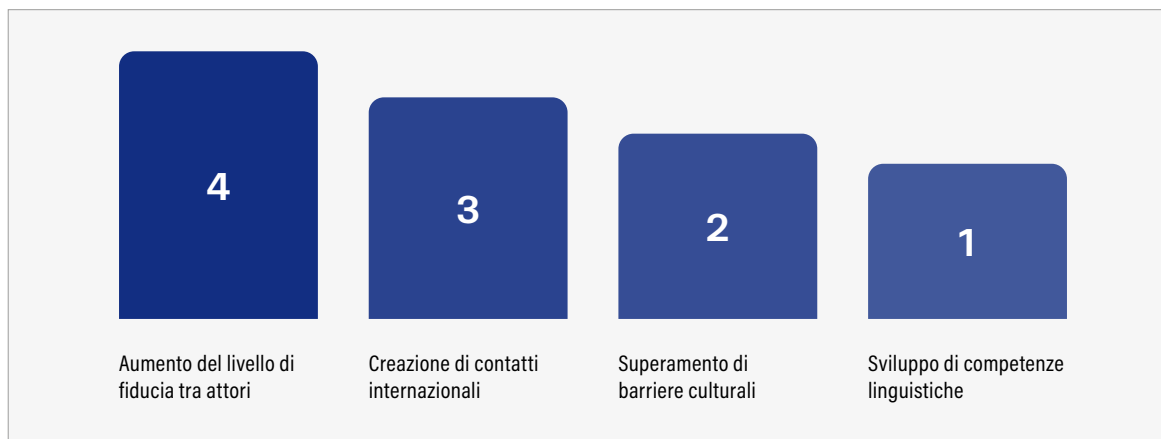 4
3
2
1
Aumento del livello di
fiducia tra attori
Creazione di contatti
internazionali
Superamento di
barriere culturali
Sviluppo di competenze
linguistiche